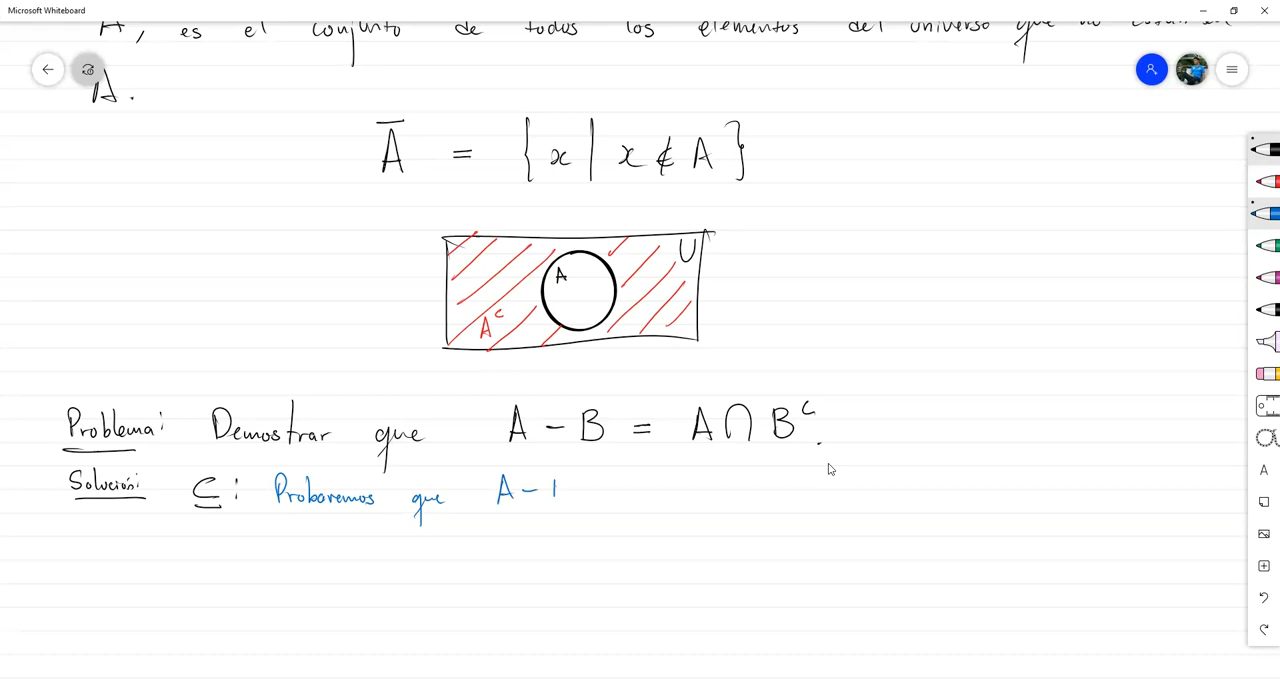 Microsoft Whiteboard
A, es el conjunto de todos los elementos del universo que no están en
A.
A̅ = { x | x ∉ A }
U
A
Aᶜ
Problema: Demostrar que A - B = A ∩ Bᶜ.
Solución: ⊆: Probaremos que A -
A